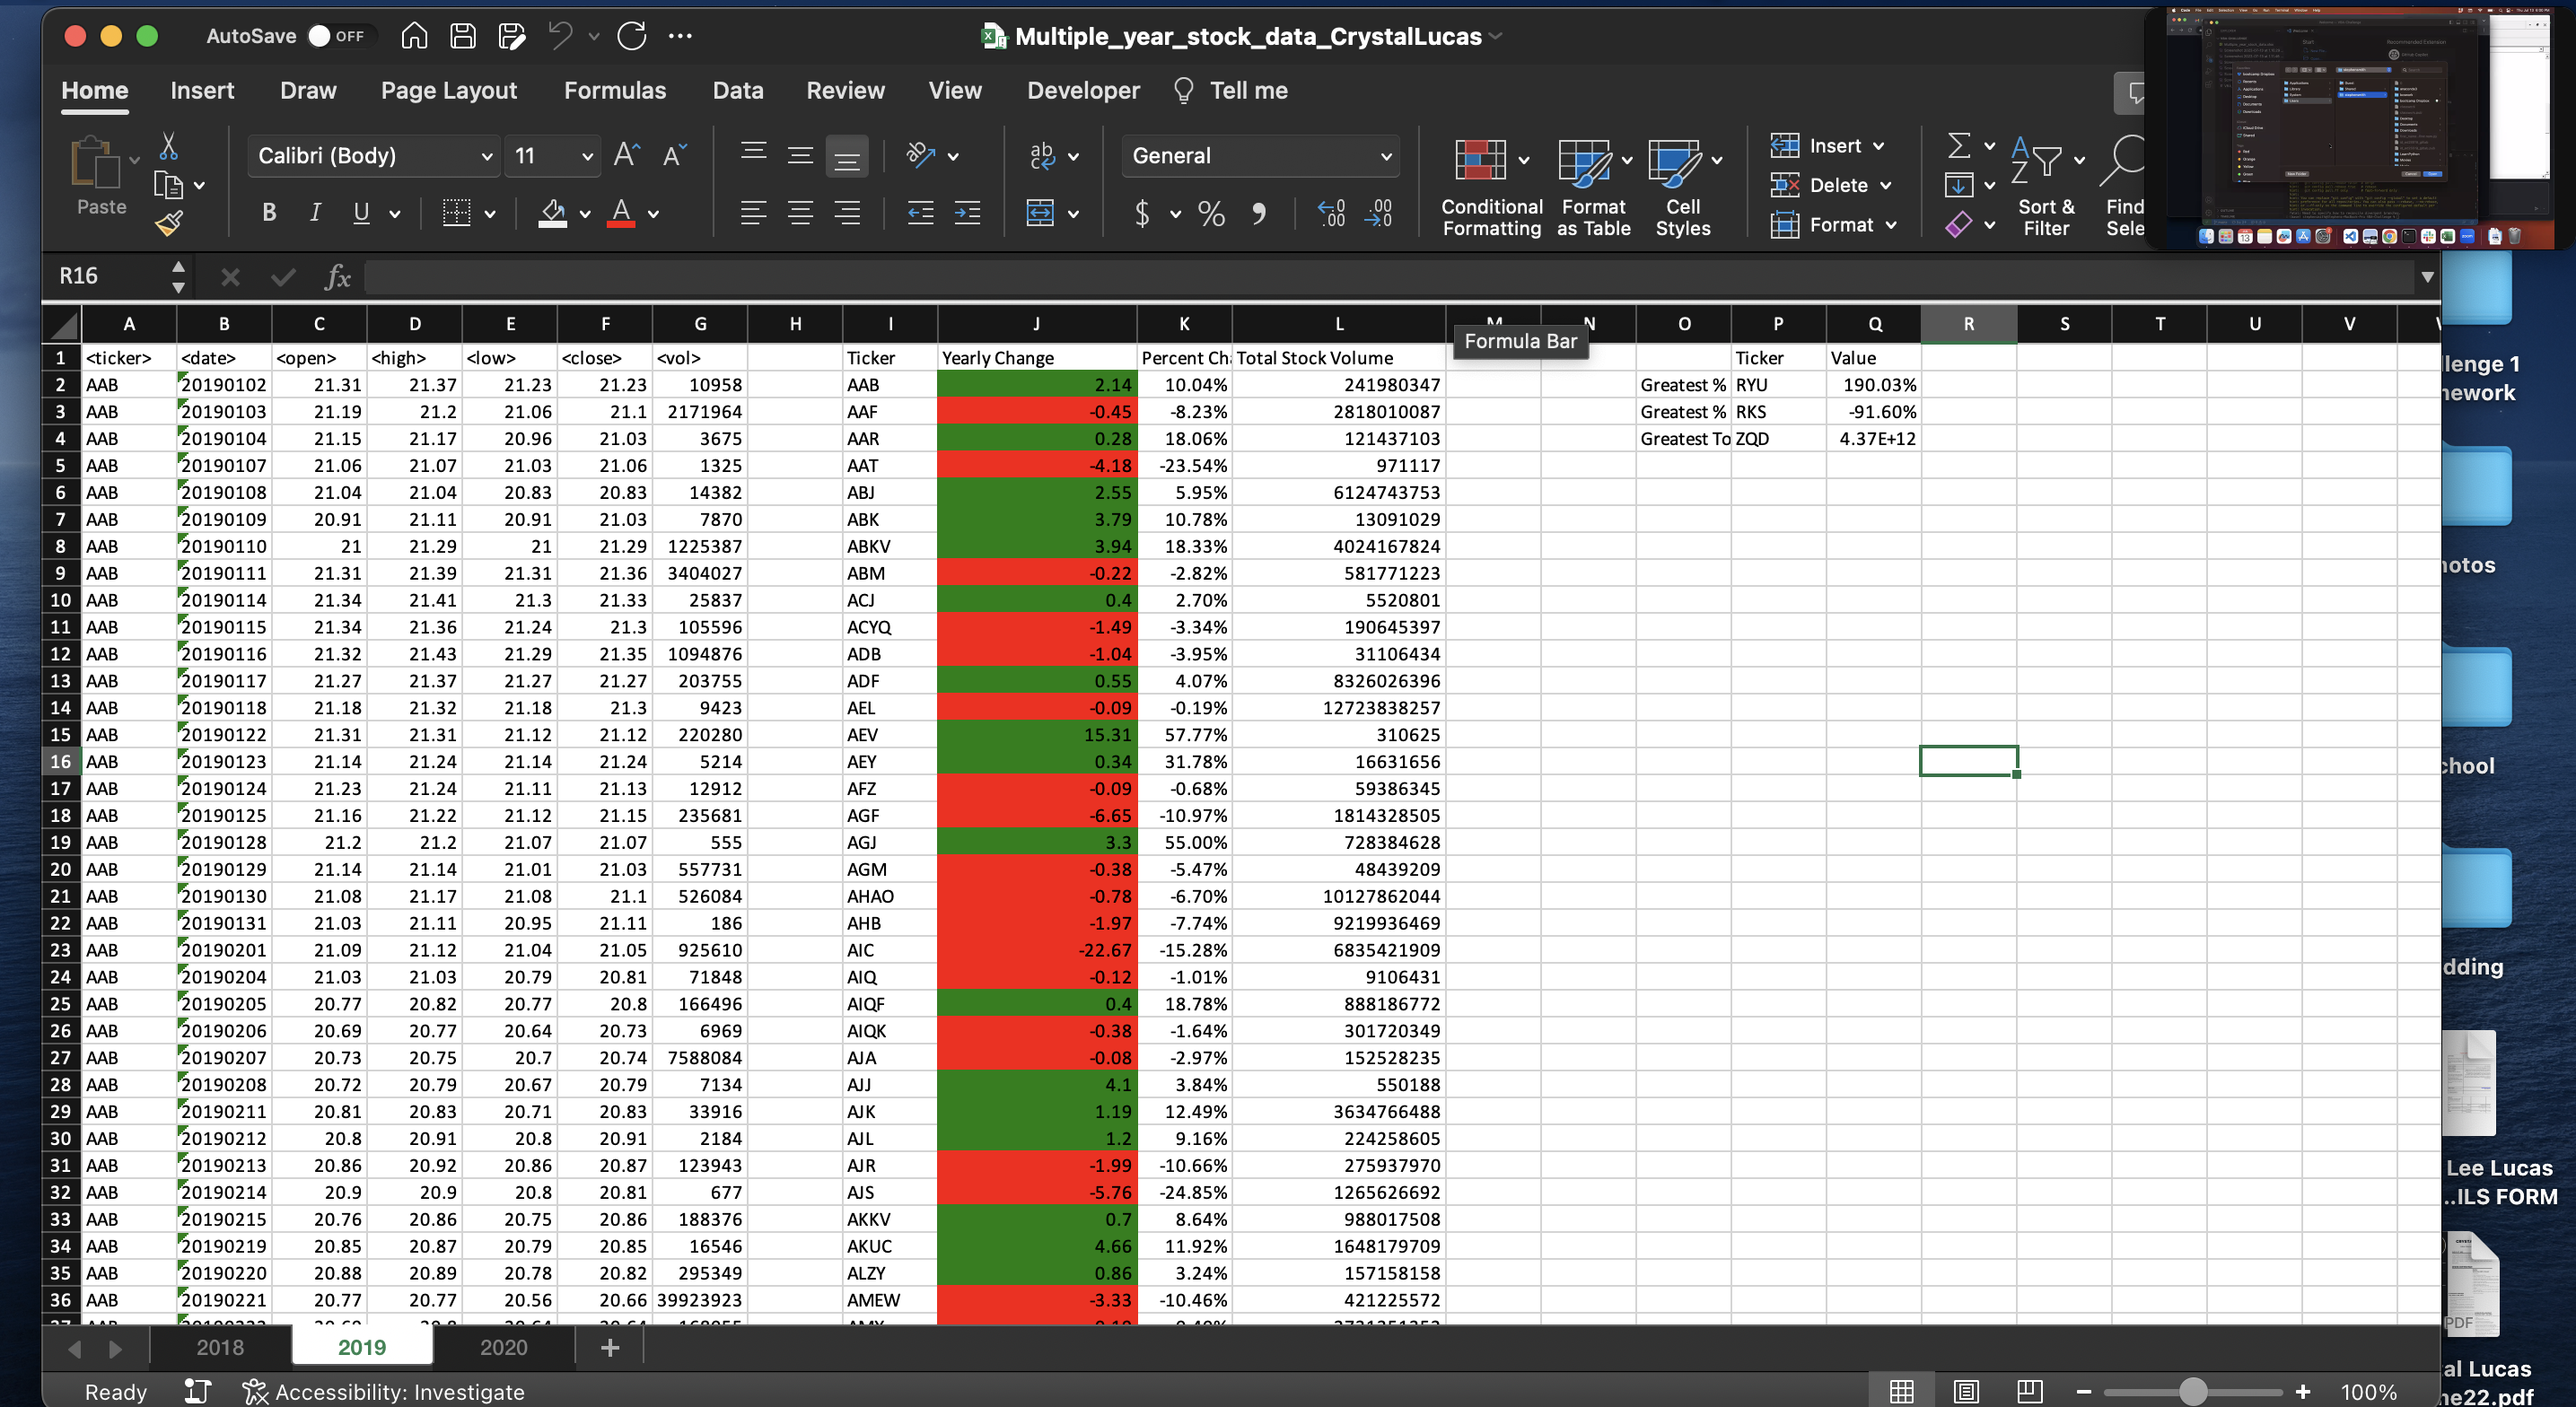 AutoSave OFF Multiple_year_stock_data_CrystalLucas
Home Insert Draw Page Layout Formulas Data Review View Developer Tell me
Paste Calibri (Body) 11 General Insert
Delete
Format
B I U $ % Conditional Formatting Format as Table Cell Styles Sort & Filter Find Sele
R16 fx
A B C D E F G H I J K L M N O P Q R S T U V
Formula Bar
1 <ticker> <date> <open> <high> <low> <close> <vol> Ticker Yearly Change Percent Ch Total Stock Volume Ticker Value
2 AAB 20190102 21.31 21.37 21.23 21.23 10958 AAB 2.14 10.04% 241980347 Greatest % RYU 190.03%
3 AAB 20190103 21.19 21.2 21.06 21.1 2171964 AAF -0.45 -8.23% 2818010087 Greatest % RKS -91.60%
4 AAB 20190104 21.15 21.17 20.96 21.03 3675 AAR 0.28 18.06% 121437103 Greatest To ZQD 4.37E+12
5 AAB 20190107 21.06 21.07 21.03 21.06 1325 AAT -4.18 -23.54% 971117
6 AAB 20190108 21.04 21.04 20.83 20.83 14382 ABJ 2.55 5.95% 6124743753
7 AAB 20190109 20.91 21.11 20.91 21.03 7870 ABK 3.79 10.78% 13091029
8 AAB 20190110 21 21.29 21 21.29 1225387 ABKV 3.94 18.33% 4024167824
9 AAB 20190111 21.31 21.39 21.31 21.36 3404027 ABM -0.22 -2.82% 581771223
10 AAB 20190114 21.34 21.41 21.3 21.33 25837 ACJ 0.4 2.70% 5520801
11 AAB 20190115 21.34 21.36 21.24 21.3 105596 ACYQ -1.49 -3.34% 190645397
12 AAB 20190116 21.32 21.43 21.29 21.35 1094876 ADB -1.04 -3.95% 31106434
13 AAB 20190117 21.27 21.37 21.27 21.27 203755 ADF 0.55 4.07% 8326026396
14 AAB 20190118 21.18 21.32 21.18 21.3 9423 AEL -0.09 -0.19% 12723838257
15 AAB 20190122 21.31 21.31 21.12 21.12 220280 AEV 15.31 57.77% 310625
16 AAB 20190123 21.14 21.24 21.14 21.24 5214 AEY 0.34 31.78% 16631656
17 AAB 20190124 21.23 21.24 21.11 21.13 12912 AFZ -0.09 -0.68% 59386345
18 AAB 20190125 21.16 21.22 21.12 21.15 235681 AGF -6.65 -10.97% 1814328505
19 AAB 20190128 21.2 21.2 21.07 21.07 555 AGJ 3.3 55.00% 728384628
20 AAB 20190129 21.14 21.14 21.01 21.03 557731 AGM -0.38 -5.47% 48439209
21 AAB 20190130 21.08 21.17 21.08 21.1 526084 AHAO -0.78 -6.70% 10127862044
22 AAB 20190131 21.03 21.11 20.95 21.11 186 AHB -1.97 -7.74% 9219936469
23 AAB 20190201 21.09 21.12 21.04 21.05 925610 AIC -22.67 -15.28% 6835421909
24 AAB 20190204 21.03 21.03 20.79 20.81 71848 AIQ -0.12 -1.01% 9106431
25 AAB 20190205 20.77 20.82 20.77 20.8 166496 AIQF 0.4 18.78% 888186772
26 AAB 20190206 20.69 20.77 20.64 20.73 6969 AIQK -0.38 -1.64% 301720349
27 AAB 20190207 20.73 20.75 20.7 20.74 7588084 AJA -0.08 -2.97% 152528235
28 AAB 20190208 20.72 20.79 20.67 20.79 7134 AJJ 4.1 3.84% 550188
29 AAB 20190211 20.81 20.83 20.71 20.83 33916 AJK 1.19 12.49% 3634766488
30 AAB 20190212 20.8 20.91 20.8 20.91 2184 AJL 1.2 9.16% 224258605
31 AAB 20190213 20.86 20.92 20.86 20.87 123943 AJR -1.99 -10.66% 275937970
32 AAB 20190214 20.9 20.9 20.8 20.81 677 AJS -5.76 -24.85% 1265626692
33 AAB 20190215 20.76 20.86 20.75 20.86 188376 AKKV 0.7 8.64% 988017508
34 AAB 20190219 20.85 20.87 20.79 20.85 16546 AKUC 4.66 11.92% 1648179709
35 AAB 20190220 20.88 20.89 20.78 20.82 295349 ALZY 0.86 3.24% 157158158
36 AAB 20190221 20.77 20.77 20.56 20.66 39923923 AMEW -3.33 -10.46% 421225572
2018 2019 2020 +
Ready Accessibility: Investigate 100%
llenge 1
nework
otos
chool
dding
Lee Lucas
..ILS FORM
PDF
al Lucas
ne22.pdf